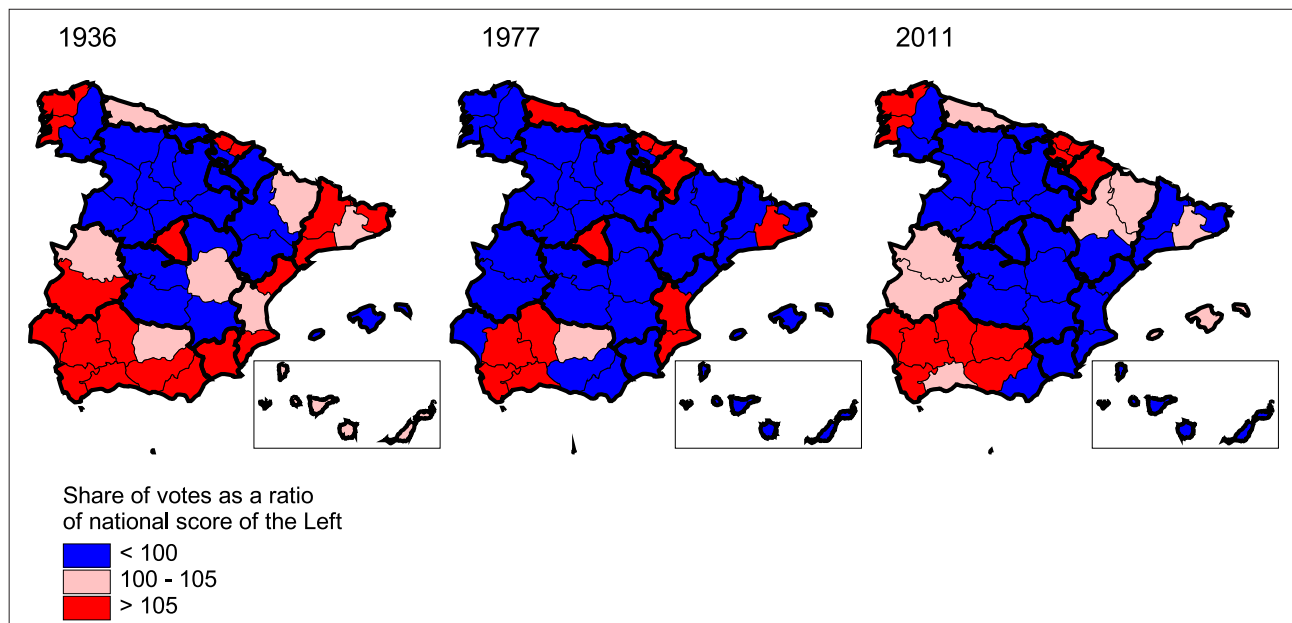 1936
1977
2011
Share of votes as a ratio
of national score of the Left
< 100
100 - 105
> 105